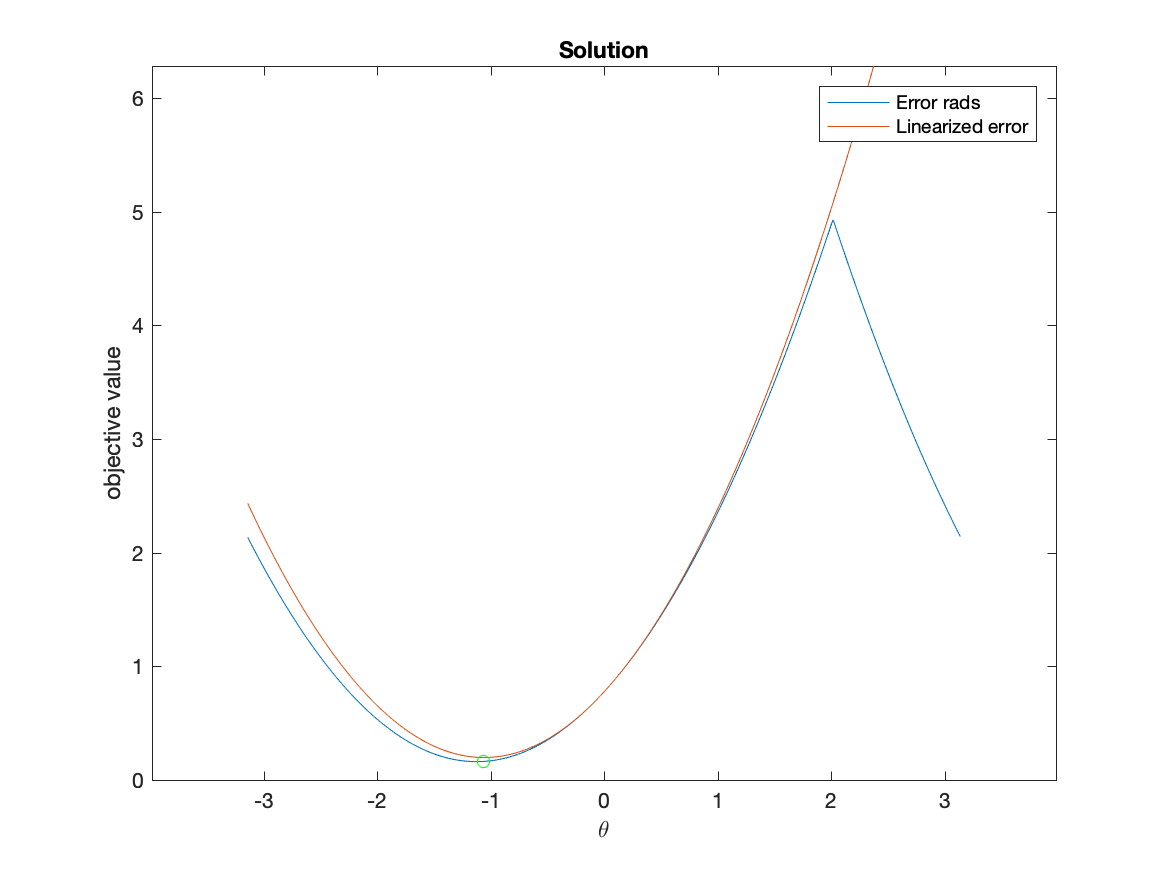 Solution
Error rads
Linearized error
6
5
4
3
2
1
0
objective value
-3
-2
-1
0
1
2
3
θ